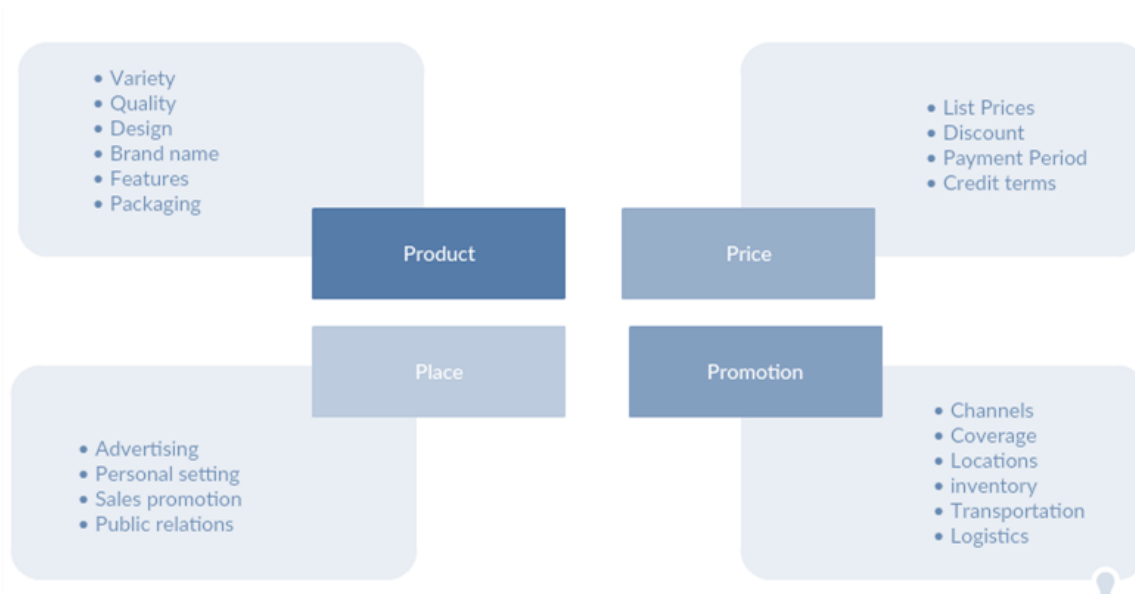 • Variety
• Quality
• Design
• Brand name
• Features
• Packaging
Product
• List Prices
• Discount
• Payment Period
• Credit terms
Price
Place
• Advertising
• Personal setting
• Sales promotion
• Public relations
Promotion
• Channels
• Coverage
• Locations
• inventory
• Transportation
• Logistics